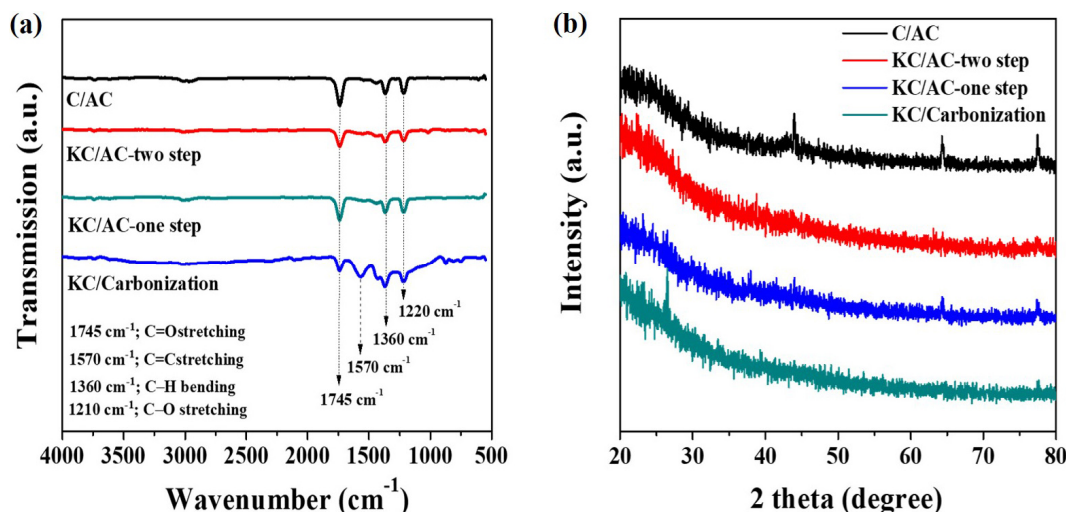 (a)
Transmission (a.u.)
C/AC
KC/AC-two step
KC/AC-one step
KC/Carbonization
1220 cm⁻¹
1360 cm⁻¹
1570 cm⁻¹
1745 cm⁻¹
1745 cm⁻¹; C=Ostretching
1570 cm⁻¹; C=Cstretching
1360 cm⁻¹; C–H bending
1210 cm⁻¹; C–O stretching
4000 3500 3000 2500 2000 1500 1000 500
Wavenumber (cm⁻¹)
(b)
Intensity (a.u.)
C/AC
KC/AC-two step
KC/AC-one step
KC/Carbonization
20 30 40 50 60 70 80
2 theta (degree)